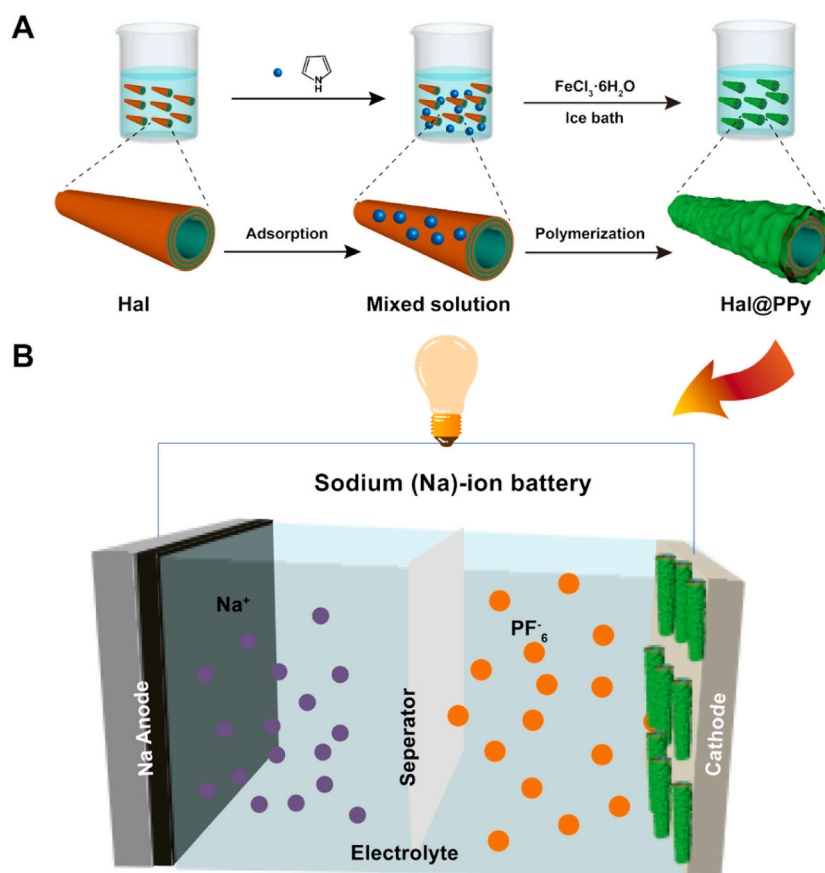 A
N
H
FeCl₃·6H₂O
Ice bath
Adsorption
Polymerization
Hal
Mixed solution
Hal@PPy
B
Sodium (Na)-ion battery
Na⁺
PF₆⁻
Na Anode
Seperator
Cathode
Electrolyte